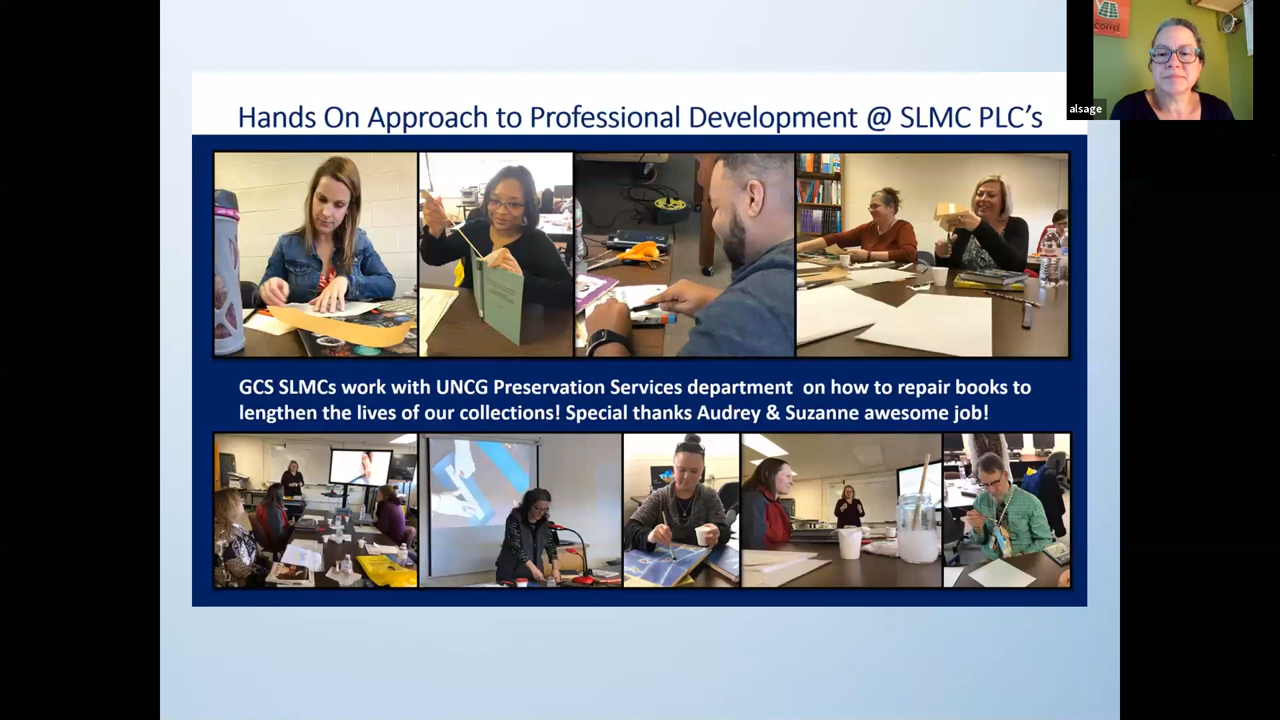 COFFEE
alsage
Hands On Approach to Professional Development @ SLMC PLC's
GCS SLMCs work with UNCG Preservation Services department  on how to repair books to
lengthen the lives of our collections! Special thanks Audrey & Suzanne awesome job!